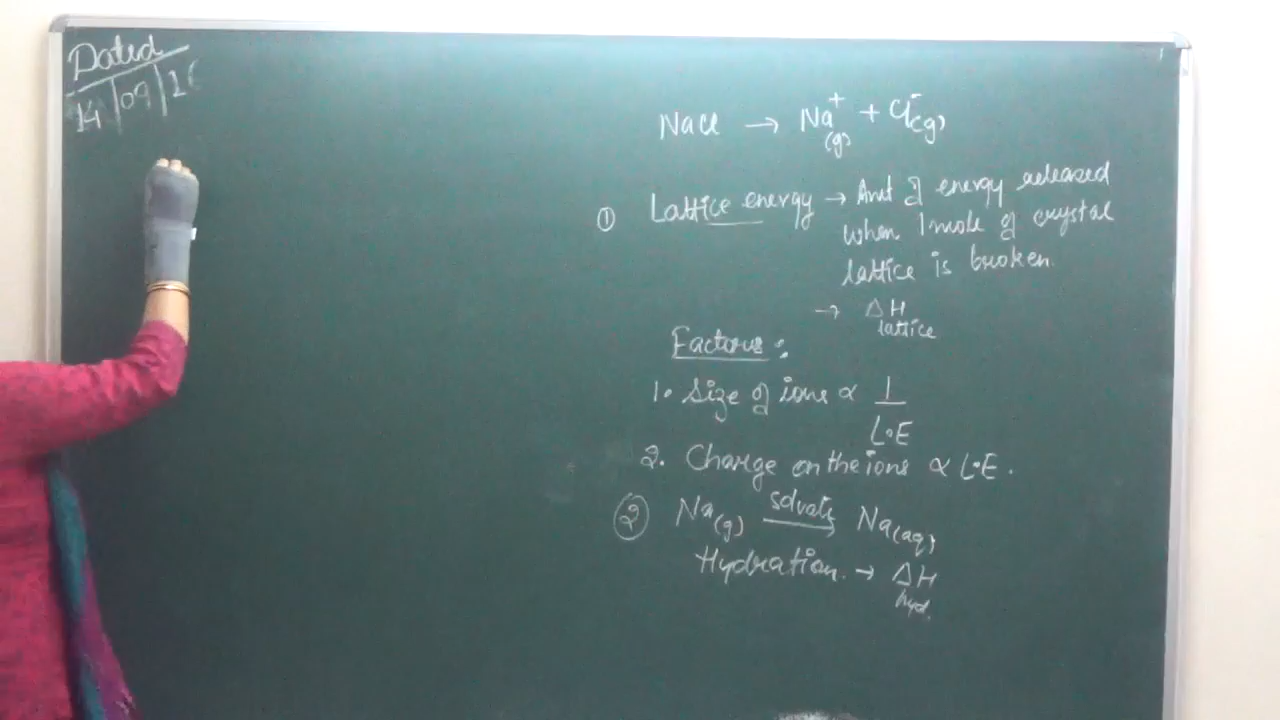 Dated
14/09/1
NaCl → Na⁺(g) + Cl⁻(g)
① Lattice energy → Amt of energy released
when 1 mole of crystal
lattice is broken.
→ ΔH lattice
Factors:
1. Size of ions ∝ 1/L.E
2. Charge on the ions ∝ L.E.
② Na(g) solvate→ Na(aq)
Hydration. → ΔH hyd.